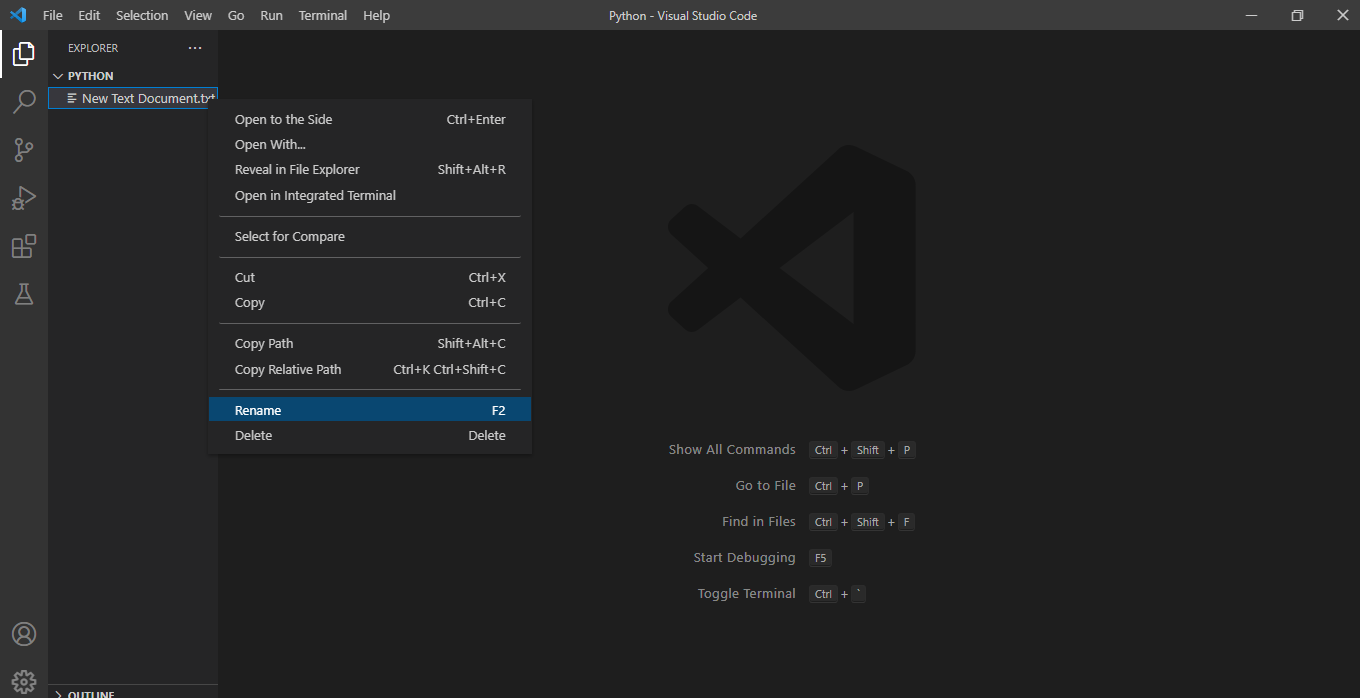 File Edit Selection View Go Run Terminal Help Python - Visual Studio Code
EXPLORER ···
PYTHON
New Text Document.txt
Open to the Side Ctrl+Enter
Open With...
Reveal in File Explorer Shift+Alt+R
Open in Integrated Terminal
Select for Compare
Cut Ctrl+X
Copy Ctrl+C
Copy Path Shift+Alt+C
Copy Relative Path Ctrl+K Ctrl+Shift+C
Rename F2
Delete Delete
Show All Commands Ctrl + Shift + P
Go to File Ctrl + P
Find in Files Ctrl + Shift + F
Start Debugging F5
Toggle Terminal Ctrl + `
OUTLINE